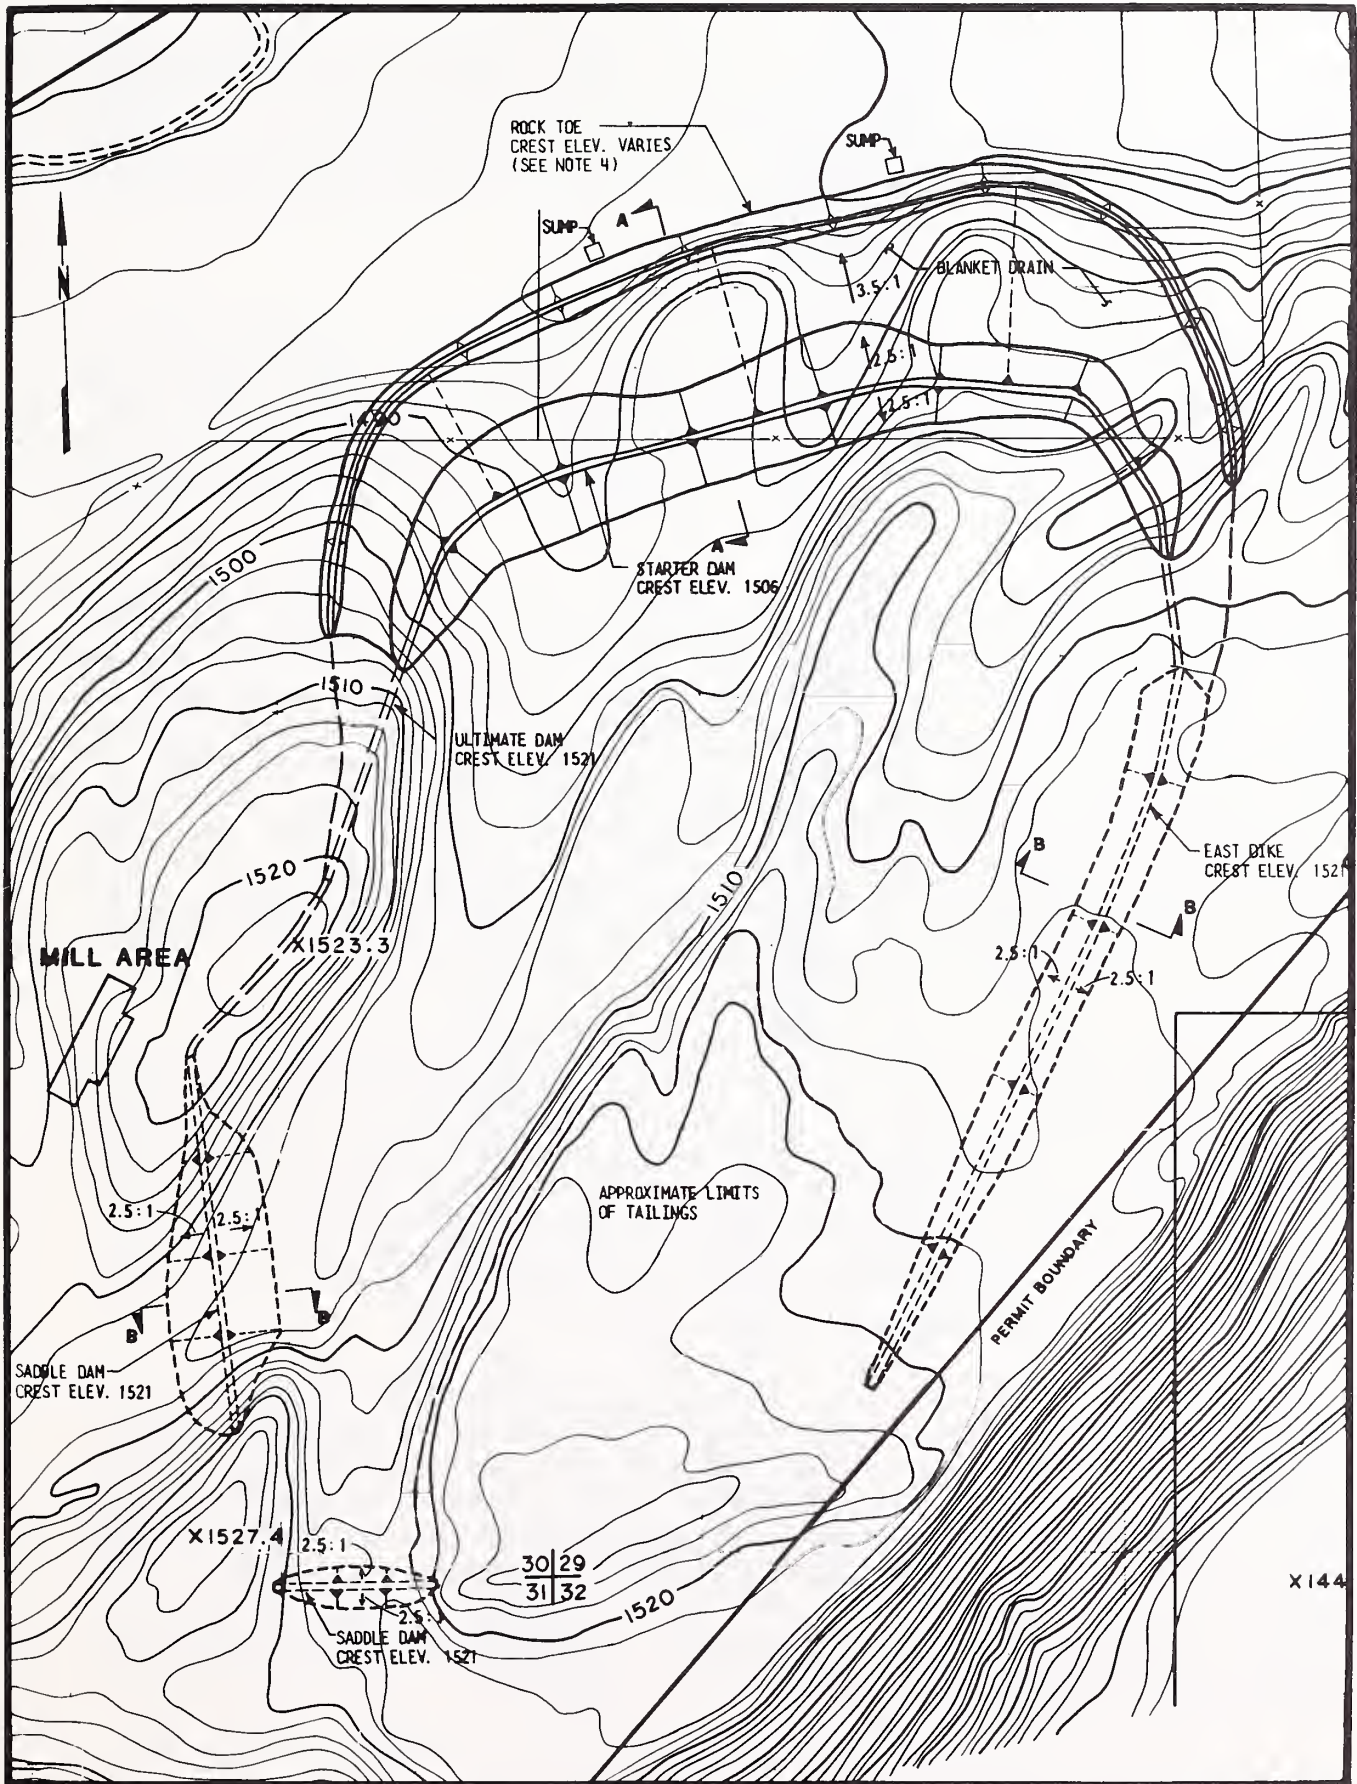 ROCK TOE
CREST ELEV. VARIES
(SEE NOTE 4)
SUMP
SUMP
A
N
BLANKET DRAIN
3.5:1
2.5:1
2.5:1
1500
A
STARTER DAM
CREST ELEV. 1506
1510
ULTIMATE DAM
CREST ELEV. 1521
B
EAST DIKE
CREST ELEV. 1521
1520
1510
B
X1523.3
MILL AREA
2.5:1
2.5:1
APPROXIMATE LIMITS
OF TAILINGS
2.5:1
2.5:1
PERMIT BOUNDARY
B
B
SADDLE DAM
CREST ELEV. 1521
X1527.4
2.5:1
30 29
31 32
X144
1520
2.5:1
SADDLE DAM
CREST ELEV. 1521